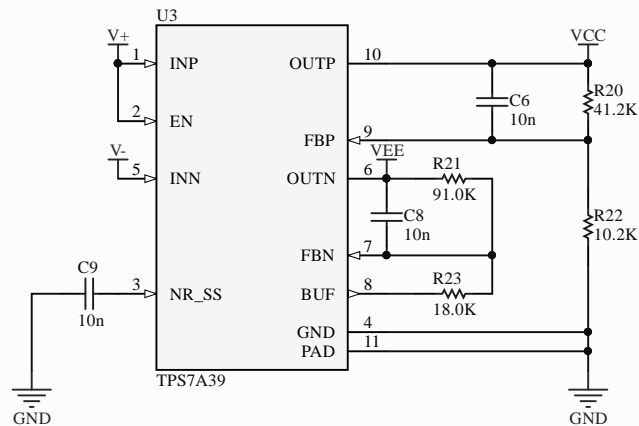 U3
V+
1
INP
OUTP
10
VCC
R20
41.2K
C6
10n
2
EN
FBP
9
V-
5
INN
OUTN
6
VEE
R21
91.0K
C8
10n
R22
10.2K
FBN
7
C9
10n
3
NR_SS
BUF
8
R23
18.0K
GND
4
PAD
11
TPS7A39
GND
GND